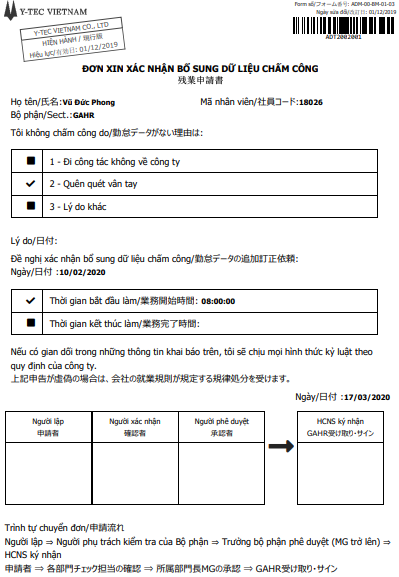 Y-TEC VIETNAM
Y-TEC VIETNAM CO., LTD
HIỆN HÀNH / 現行版
Hiệu lực/有効日: 01/12/2019
Form số/フォーム番号: ADM-00-BM-01-03
Ngày sửa đổi/改訂日: 01/12/2019
ADT2002001
ĐƠN XIN XÁC NHẬN BỔ SUNG DỮ LIỆU CHẤM CÔNG
残業申請書
Họ tên/氏名:Vũ Đức Phong Mã nhân viên/社員コード:18026
Bộ phận/Sect.:GAHR
Tôi không chấm công do/勤怠データがない理由は:
1 - Đi công tác không về công ty
2 - Quên quét vân tay
3 - Lý do khác
Lý do/日付:
Đề nghị xác nhận bổ sung dữ liệu chấm công/勤怠データの追加訂正依頼:
Ngày/日付 :10/02/2020
Thời gian bắt đầu làm/業務開始時間: 08:00:00
Thời gian kết thúc làm/業務完了時間:
Nếu có gian dối trong những thông tin khai báo trên, tôi sẽ chịu mọi hình thức kỷ luật theo
quy định của công ty.
上記申告が虚偽の場合は、会社の就業規則が規定する規律処分を受けます。
Ngày/日付 :17/03/2020
Người lập Người xác nhận Người phê duyệt HCNS ký nhận
申請者 確認者 承認者 GAHR受け取り・サイン
Trình tự chuyển đơn/申請流れ
Người lập ⇒ Người phụ trách kiểm tra của Bộ phận ⇒ Trưởng bộ phận phê duyệt (MG trở lên) ⇒
HCNS ký nhận
申請者 ⇒ 各部門チェック担当の確認 ⇒ 所属部門長MGの承認 ⇒ GAHR受け取り・サイン